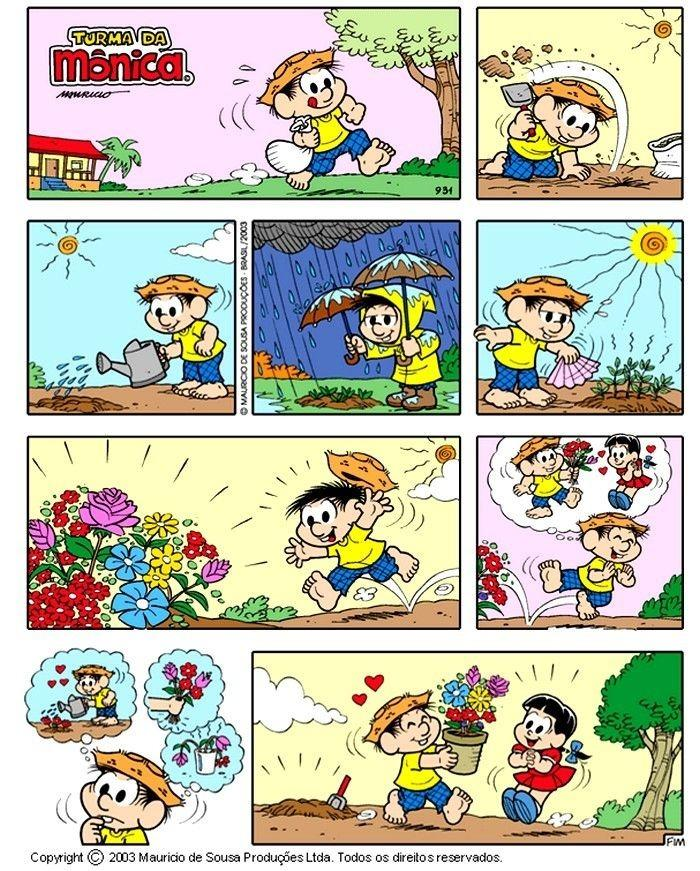 TURMA DA
MÔNICA.
MAURICIO
931
© MAURICIO DE SOUSA PRODUÇÕES - BRASIL/2003
FIM
Copyright © 2003 Mauricio de Sousa Produções Ltda. Todos os direitos reservados.